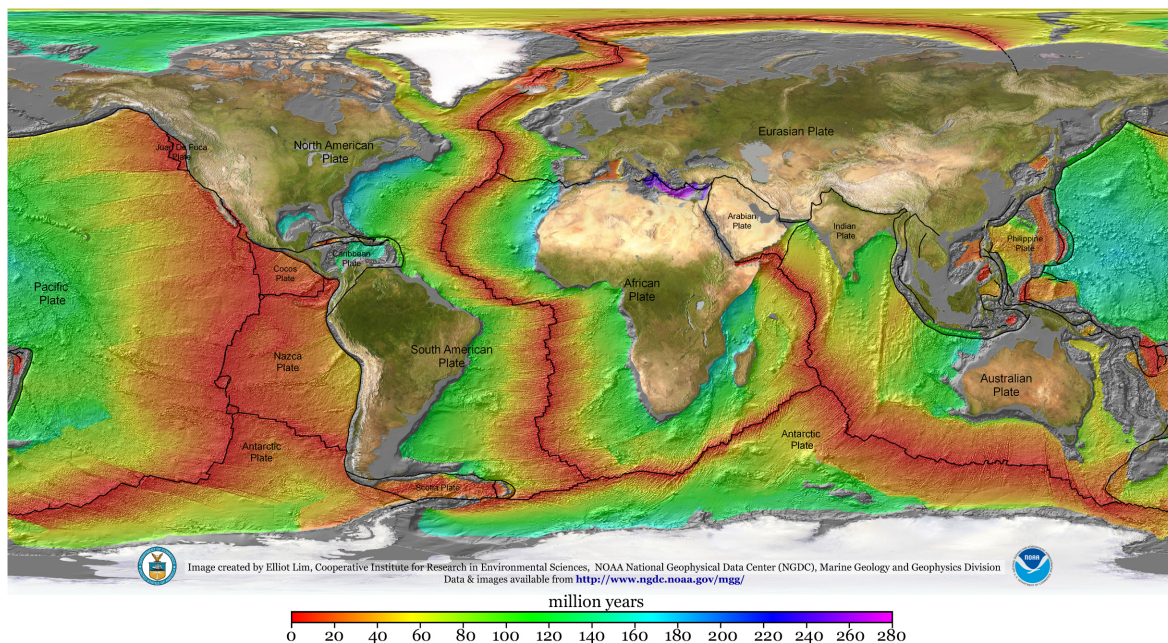 Juan De Fuca
Plate
North American
Plate
Eurasian Plate
Arabian
Plate
Indian
Plate
Philippine
Plate
Caribbean
Plate
Cocos
Plate
Pacific
Plate
African
Plate
Nazca
Plate
South American
Plate
Australian
Plate
Antarctic
Plate
Antarctic
Plate
Scotia Plate
NOAA
Image created by Elliot Lim, Cooperative Institute for Research in Environmental Sciences, NOAA National Geophysical Data Center (NGDC), Marine Geology and Geophysics Division
Data & images available from http://www.ngdc.noaa.gov/mgg/
million years
0 20 40 60 80 100 120 140 160 180 200 220 240 260 280